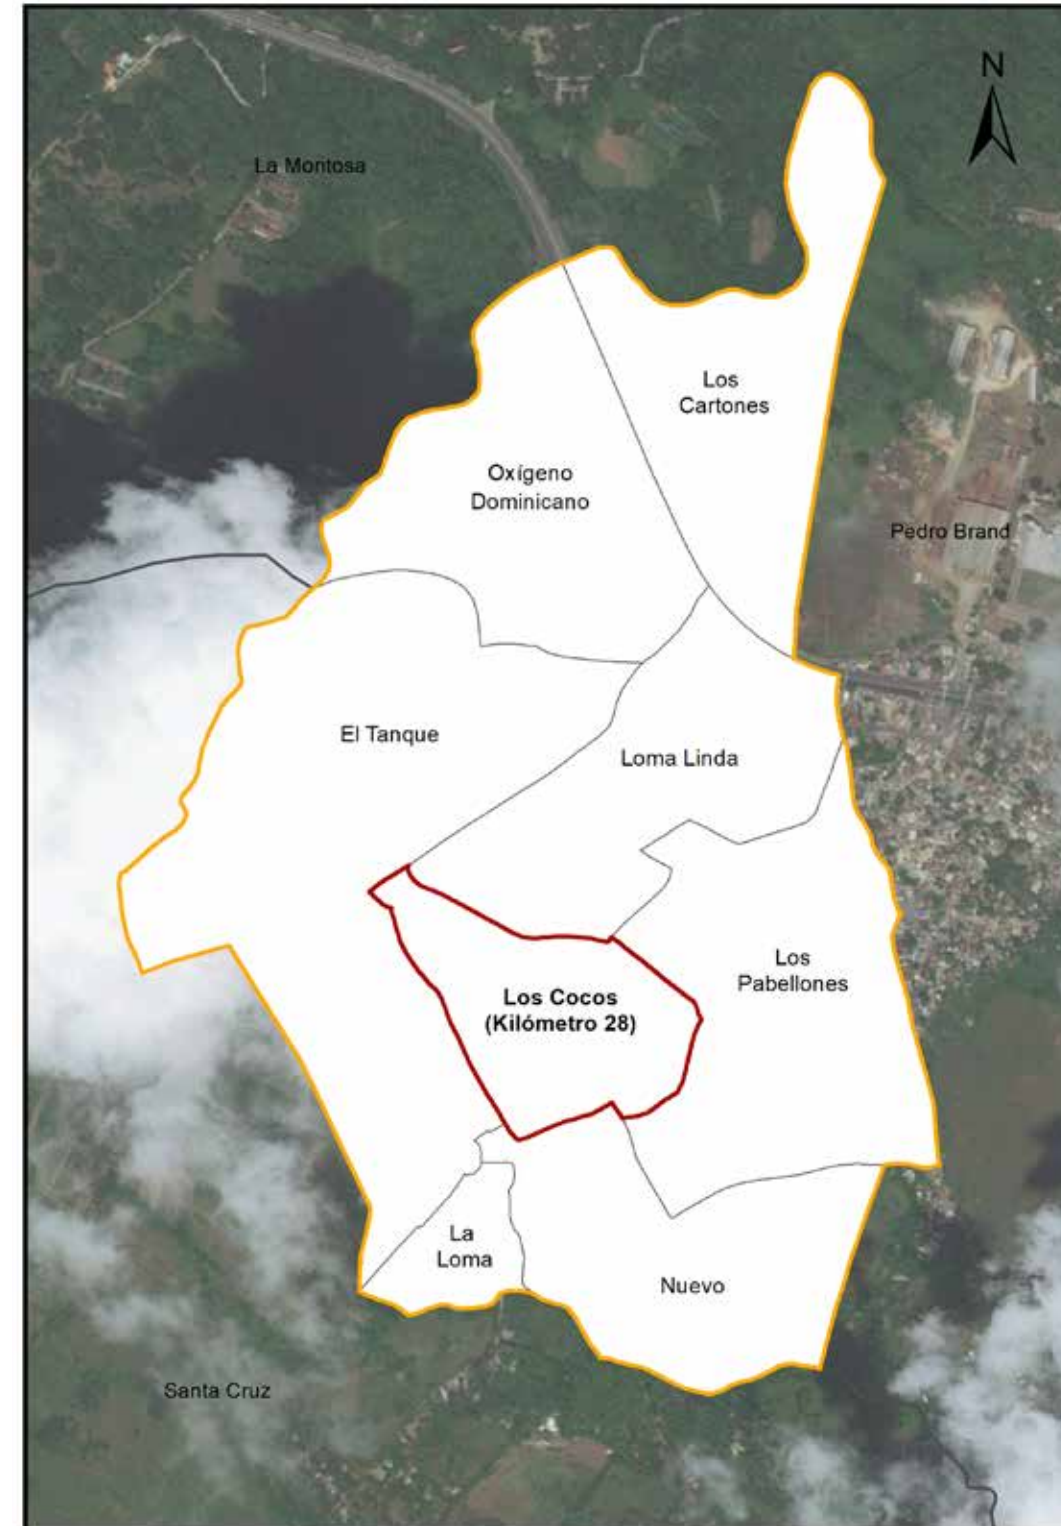 N
La Montosa
Los
Cartones
Oxígeno
Dominicano
Pedro Brand
El Tanque
Loma Linda
Los
Pabellones
Los Cocos
(Kilómetro 28)
La
Loma
Nuevo
Santa Cruz